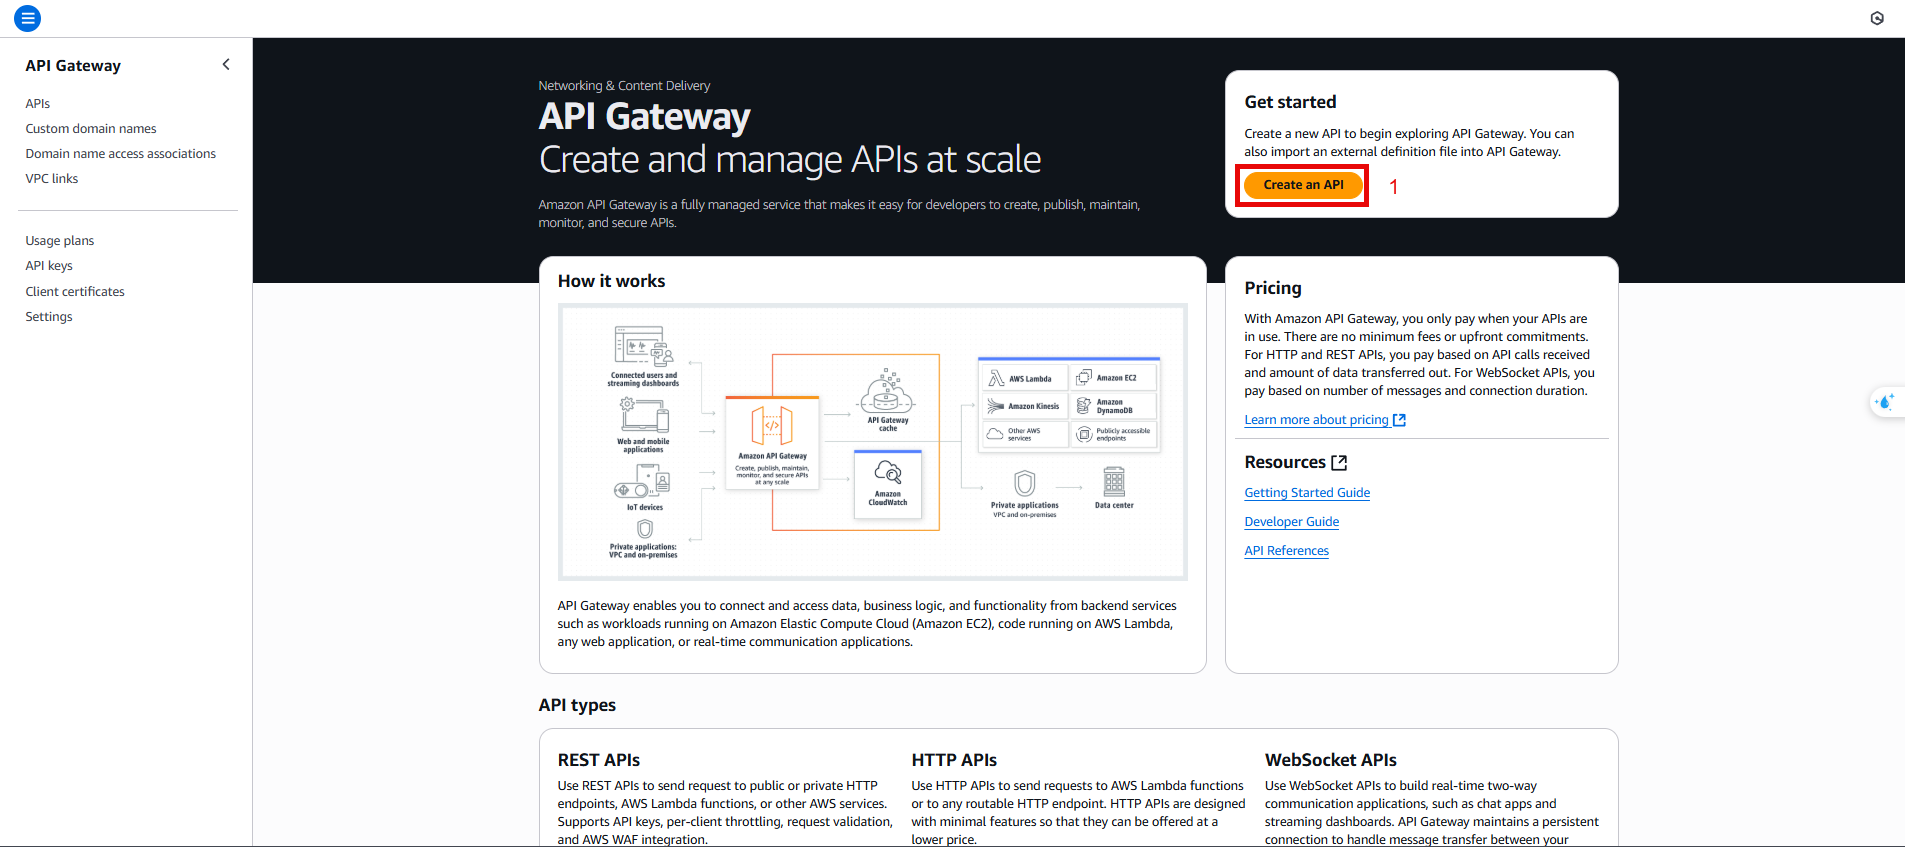 API Gateway
APIs
Custom domain names
Domain name access associations
VPC links
Usage plans
API keys
Client certificates
Settings
Networking & Content Delivery
API Gateway
Create and manage APIs at scale
Amazon API Gateway is a fully managed service that makes it easy for developers to create, publish, maintain,
monitor, and secure APIs.
Get started
Create a new API to begin exploring API Gateway. You can
also import an external definition file into API Gateway.
Create an API
1
How it works
Connected users and
streaming dashboards
Web and mobile
applications
IoT devices
Private applications:
VPC and on-premises
Amazon API Gateway
Create, publish, maintain,
monitor, and secure APIs
at any scale
API Gateway
cache
Amazon
CloudWatch
AWS Lambda
Amazon EC2
Amazon Kinesis
Amazon
DynamoDB
Other AWS
services
Publicly accessible
endpoints
Private applications
VPC and on-premises
Data center
API Gateway enables you to connect and access data, business logic, and functionality from backend services
such as workloads running on Amazon Elastic Compute Cloud (Amazon EC2), code running on AWS Lambda,
any web application, or real-time communication applications.
Pricing
With Amazon API Gateway, you only pay when your APIs are
in use. There are no minimum fees or upfront commitments.
For HTTP and REST APIs, you pay based on API calls received
and amount of data transferred out. For WebSocket APIs, you
pay based on number of messages and connection duration.
Learn more about pricing
Resources
Getting Started Guide
Developer Guide
API References
API types
REST APIs
Use REST APIs to send request to public or private HTTP
endpoints, AWS Lambda functions, or other AWS services.
Supports API keys, per-client throttling, request validation,
and AWS WAF integration.
HTTP APIs
Use HTTP APIs to send requests to AWS Lambda functions
or to any routable HTTP endpoint. HTTP APIs are designed
with minimal features so that they can be offered at a
lower price.
WebSocket APIs
Use WebSocket APIs to build real-time two-way
communication applications, such as chat apps and
streaming dashboards. API Gateway maintains a persistent
connection to handle message transfer between your